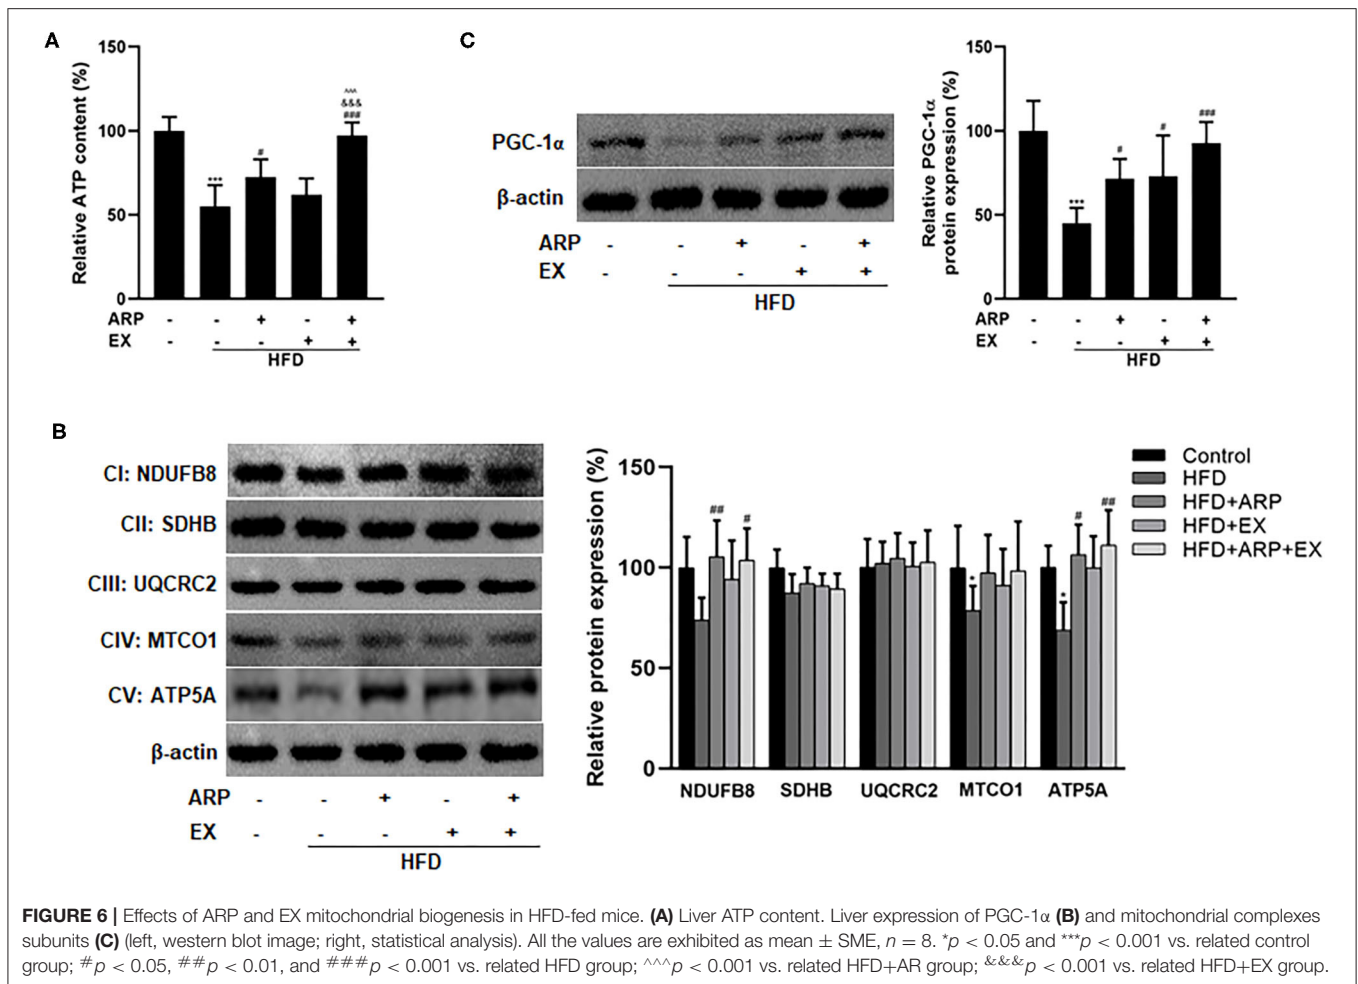 A
Relative ATP content (%)
150
100
50
0
***
#
^^^
&&&
###
ARP - - + - +
EX - - - + +
HFD
C
PGC-1α
β-actin
ARP - - + - +
EX - - - + +
HFD
Relative PGC-1α
protein expression (%)
150
100
50
0
***
#
#
###
ARP - - + - +
EX - - - + +
HFD
B
CI: NDUFB8
CII: SDHB
CIII: UQCRC2
CIV: MTCO1
CV: ATP5A
β-actin
ARP - - + - +
EX - - - + +
HFD
Relative protein expression (%)
150
100
50
0
##
#
*
*
#
##
NDUFB8 SDHB UQCRC2 MTCO1 ATP5A
Control
HFD
HFD+ARP
HFD+EX
HFD+ARP+EX
FIGURE 6 | Effects of ARP and EX mitochondrial biogenesis in HFD-fed mice. (A) Liver ATP content. Liver expression of PGC-1α (B) and mitochondrial complexes
subunits (C) (left, western blot image; right, statistical analysis). All the values are exhibited as mean ± SME, n = 8. *p < 0.05 and ***p < 0.001 vs. related control
group; #p < 0.05, ##p < 0.01, and ###p < 0.001 vs. related HFD group; ^^^p < 0.001 vs. related HFD+AR group; &&&p < 0.001 vs. related HFD+EX group.